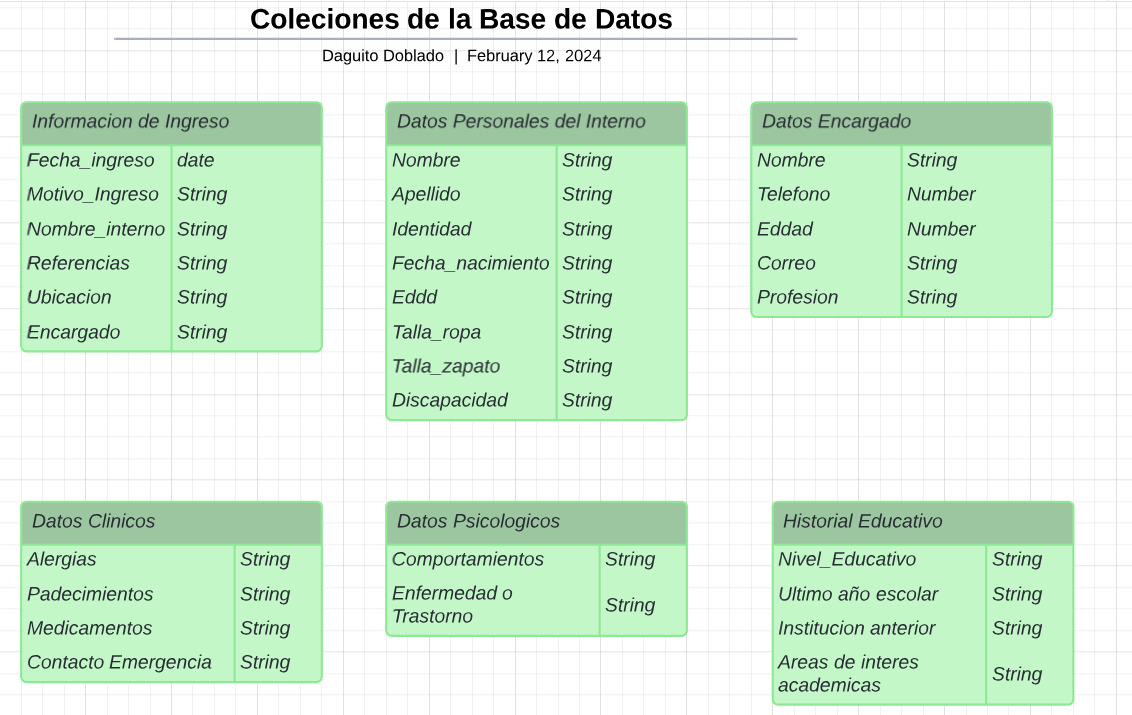 Coleciones de la Base de Datos
Daguito Doblado | February 12, 2024
Informacion de Ingreso
Fecha_ingreso date
Motivo_Ingreso String
Nombre_interno String
Referencias String
Ubicacion String
Encargado String
Datos Personales del Interno
Nombre String
Apellido String
Identidad String
Fecha_nacimiento String
Eddd String
Talla_ropa String
Talla_zapato String
Discapacidad String
Datos Encargado
Nombre String
Telefono Number
Eddad Number
Correo String
Profesion String
Datos Clinicos
Alergias String
Padecimientos String
Medicamentos String
Contacto Emergencia String
Datos Psicologicos
Comportamientos String
Enfermedad o
Trastorno String
Historial Educativo
Nivel_Educativo String
Ultimo año escolar String
Institucion anterior String
Areas de interes
academicas String